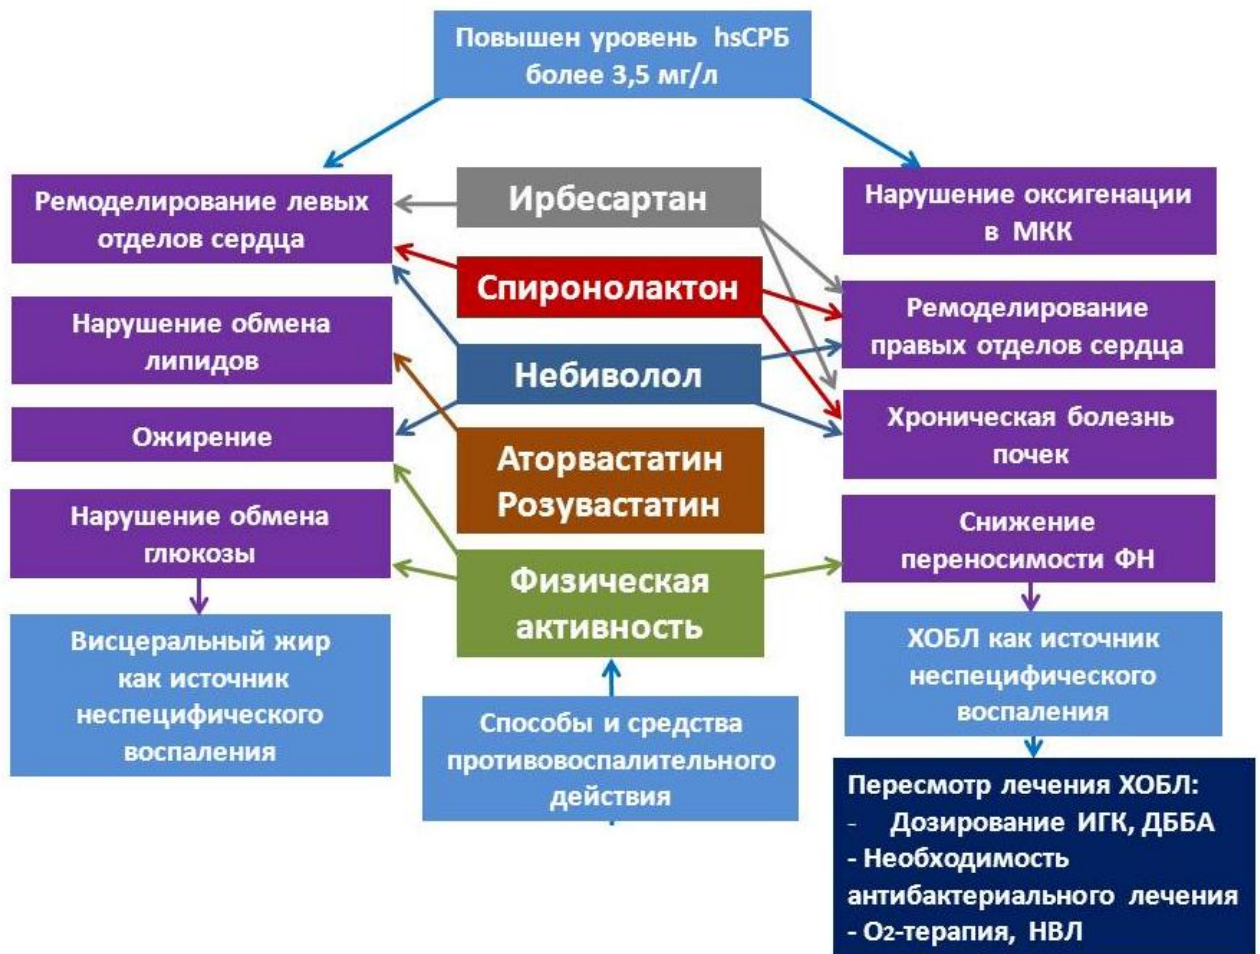 Повышен уровень hsСРБ
более 3,5 мг/л
Ремоделирование левых
отделов сердца
Нарушение обмена
липидов
Ожирение
Нарушение обмена
глюкозы
Висцеральный жир
как источник
неспецифического
воспаления
Ирбесартан
Спиронолактон
Небиволол
Аторвастатин
Розувастатин
Физическая
активность
Способы и средства
противовоспалительного
действия
Нарушение оксигенации
в МКК
Ремоделирование
правых отделов сердца
Хроническая болезнь
почек
Снижение
переносимости ФН
ХОБЛ как источник
неспецифического
воспаления
Пересмотр лечения ХОБЛ:
- Дозирование ИГК, ДББА
- Необходимость
антибактериального лечения
- О2-терапия, НВЛ